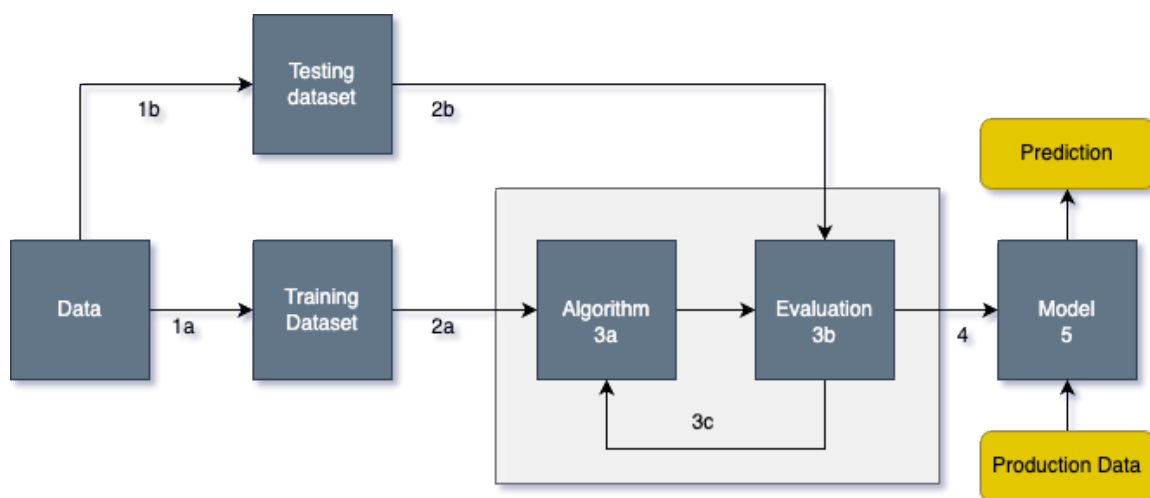 Testing
dataset
1b
2b
Prediction
Data
1a
Training
Dataset
2a
Algorithm
3a
Evaluation
3b
4
Model
5
3c
Production Data